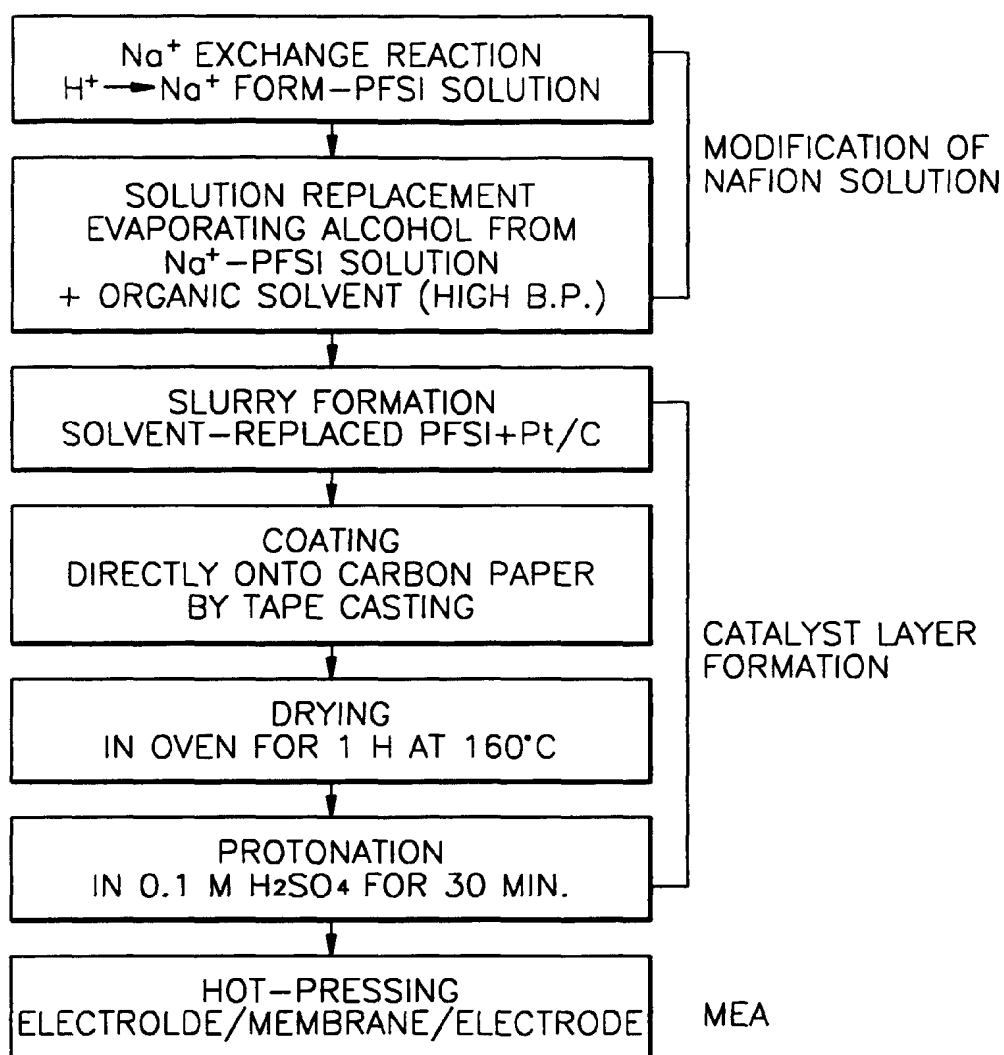 Na⁺ EXCHANGE REACTION
H⁺→Na⁺ FORM-PFSI SOLUTION
SOLUTION REPLACEMENT
EVAPORATING ALCOHOL FROM
Na⁺-PFSI SOLUTION
+ ORGANIC SOLVENT (HIGH B.P.)
MODIFICATION OF
NAFION SOLUTION
SLURRY FORMATION
SOLVENT-REPLACED PFSI+Pt/C
COATING
DIRECTLY ONTO CARBON PAPER
BY TAPE CASTING
DRYING
IN OVEN FOR 1 H AT 160°C
PROTONATION
IN 0.1 M H₂SO₄ FOR 30 MIN.
CATALYST LAYER
FORMATION
HOT-PRESSING
ELECTROLDE/MEMBRANE/ELECTRODE
MEA